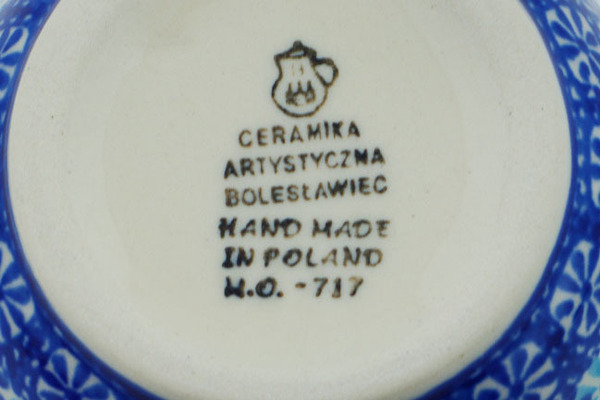 CERAMIKA
ARTYSTYCZNA
BOLESŁAWIEC
HAND MADE
IN POLAND
W.O. -717